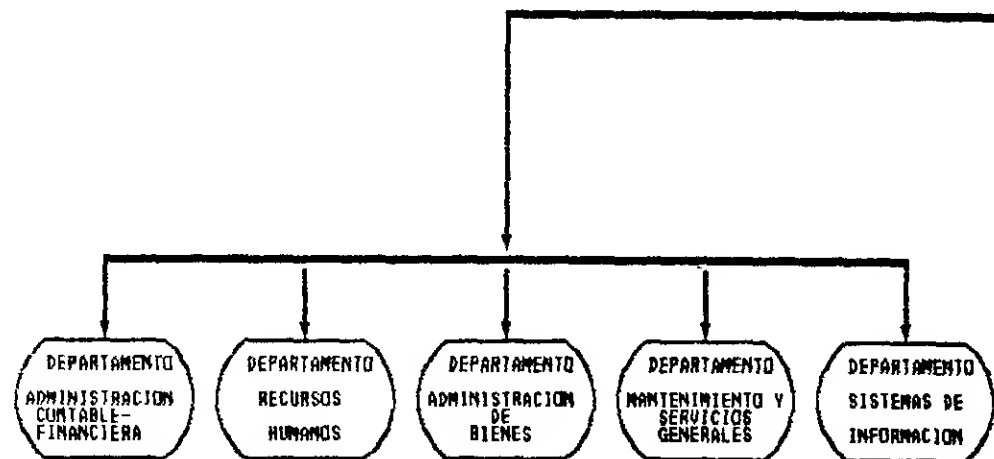 DEPARTAMENTO
ADMINISTRACION
CONTABLE-
FINANCIERA
DEPARTAMENTO
RECURSOS
HUMANOS
DEPARTAMENTO
ADMINISTRACION
DE
BIENES
DEPARTAMENTO
MANTENIMIENTO Y
SERVICIOS
GENERALES
DEPARTAMENTO
SISTEMAS DE
INFORMACION